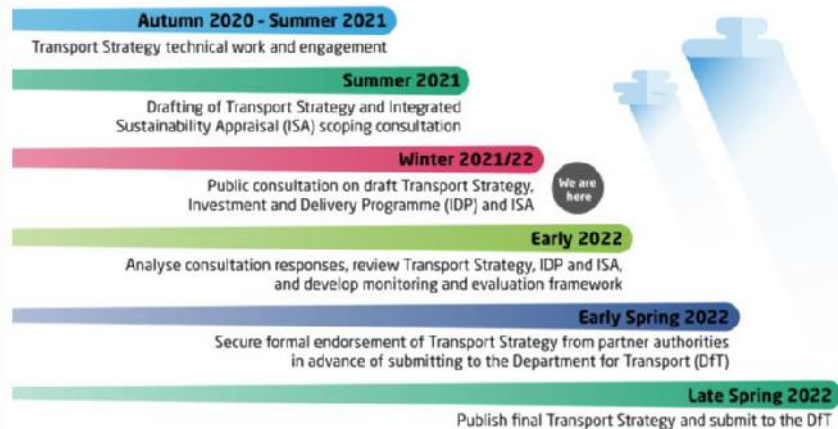 Autumn 2020 - Summer 2021
Transport Strategy technical work and engagement
Summer 2021
Drafting of Transport Strategy and Integrated
Sustainability Appraisal (ISA) scoping consultation
Winter 2021/22
Public consultation on draft Transport Strategy,
Investment and Delivery Programme (IDP) and ISA
We are
here
Early 2022
Analyse consultation responses, review Transport Strategy, IDP and ISA,
and develop monitoring and evaluation framework
Early Spring 2022
Secure formal endorsement of Transport Strategy from partner authorities
in advance of submitting to the Department for Transport (DfT)
Late Spring 2022
Publish final Transport Strategy and submit to the DfT